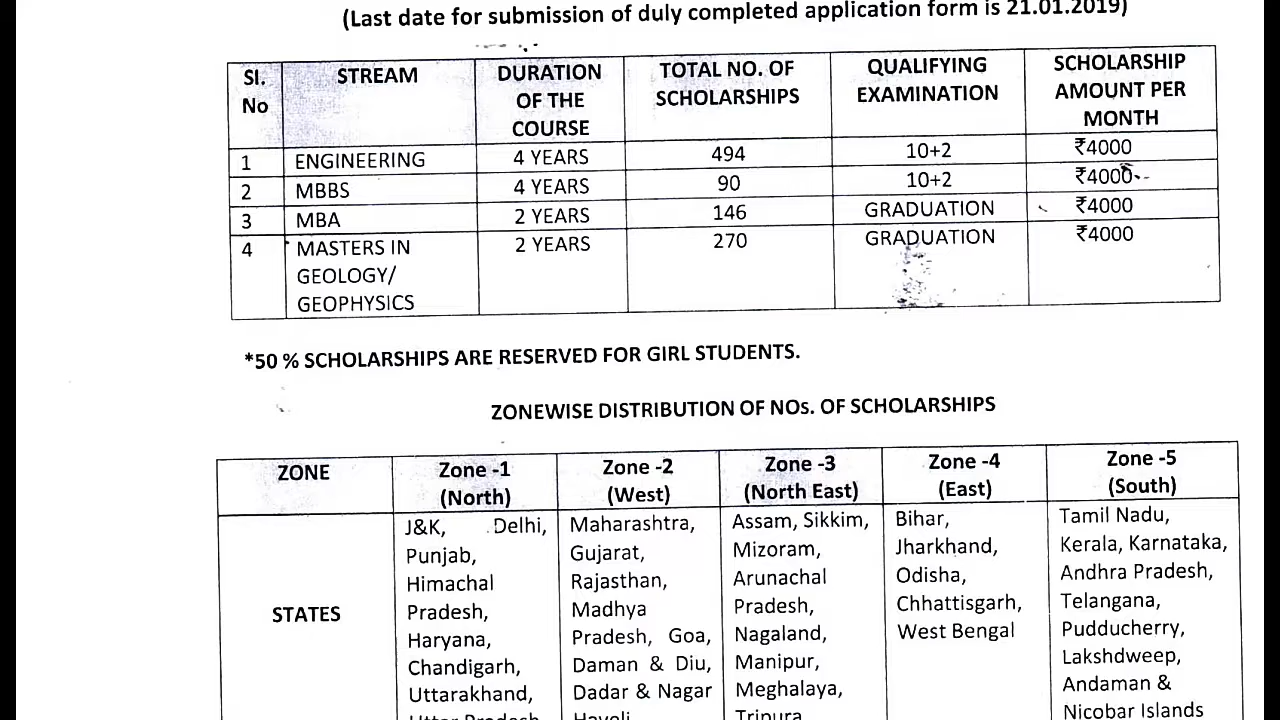 (Last date for submission of duly completed application form is 21.01.2019)
Sl. No STREAM DURATION OF THE COURSE TOTAL NO. OF SCHOLARSHIPS QUALIFYING EXAMINATION SCHOLARSHIP AMOUNT PER MONTH
1 ENGINEERING 4 YEARS 494 10+2 ₹4000
2 MBBS 4 YEARS 90 10+2 ₹4000
3 MBA 2 YEARS 146 GRADUATION ₹4000
4 MASTERS IN GEOLOGY/ GEOPHYSICS 2 YEARS 270 GRADUATION ₹4000
*50 % SCHOLARSHIPS ARE RESERVED FOR GIRL STUDENTS.
ZONEWISE DISTRIBUTION OF NOs. OF SCHOLARSHIPS
ZONE Zone -1 (North) Zone -2 (West) Zone -3 (North East) Zone -4 (East) Zone -5 (South)
STATES
J&K, Delhi,
Punjab,
Himachal
Pradesh,
Haryana,
Chandigarh,
Uttarakhand,
Uttar Pradesh
Maharashtra,
Gujarat,
Rajasthan,
Madhya
Pradesh, Goa,
Daman & Diu,
Dadar & Nagar
Haveli
Assam, Sikkim,
Mizoram,
Arunachal
Pradesh,
Nagaland,
Manipur,
Meghalaya,
Tripura
Bihar,
Jharkhand,
Odisha,
Chhattisgarh,
West Bengal
Tamil Nadu,
Kerala, Karnataka,
Andhra Pradesh,
Telangana,
Pudducherry,
Lakshdweep,
Andaman &
Nicobar Islands